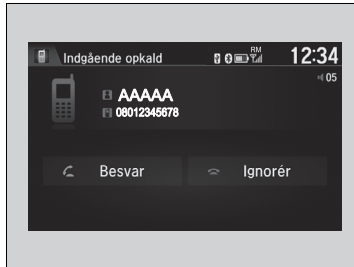 Indgående opkald RM 12:34
05
AAAAA
08012345678
Besvar Ignorér